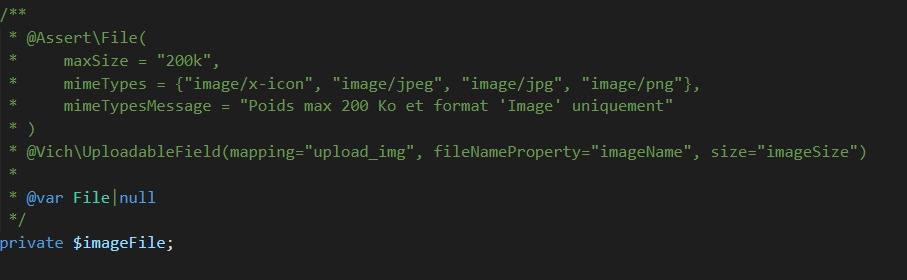 /**
 * @Assert\File(
 *     maxSize = "200k",
 *     mimeTypes = {"image/x-icon", "image/jpeg", "image/jpg", "image/png"},
 *     mimeTypesMessage = "Poids max 200 Ko et format 'Image' uniquement"
 * )
 * @Vich\UploadableField(mapping="upload_img", fileNameProperty="imageName", size="imageSize")
 *
 * @var File|null
 */
private $imageFile;